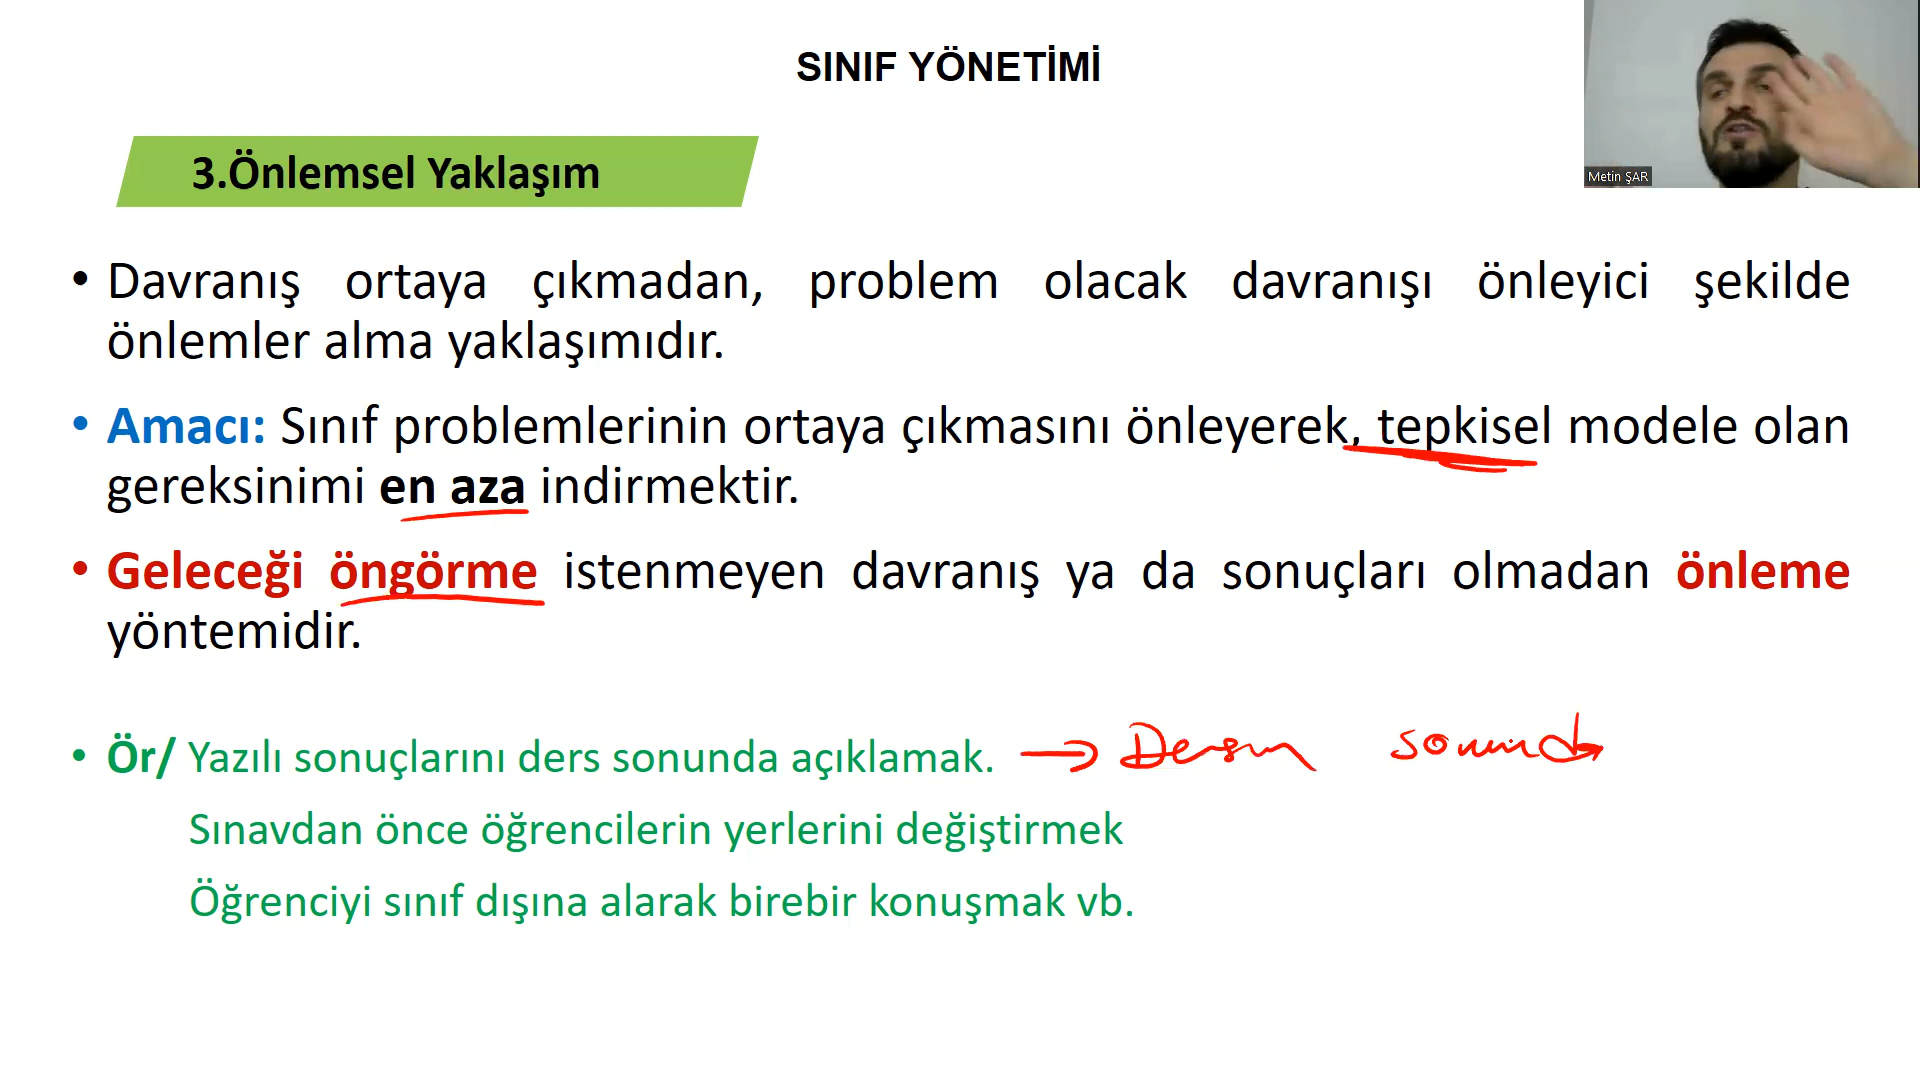 SINIF YÖNETİMİ
Metin ŞAR
3.Önlemsel Yaklaşım
• Davranış ortaya çıkmadan, problem olacak davranışı önleyici şekilde
önlemler alma yaklaşımıdır.
• Amacı: Sınıf problemlerinin ortaya çıkmasını önleyerek, tepkisel modele olan
gereksinimi en aza indirmektir.
• Geleceği öngörme istenmeyen davranış ya da sonuçları olmadan önleme
yöntemidir.
• Ör/ Yazılı sonuçlarını ders sonunda açıklamak. → Dersin sonunda
Sınavdan önce öğrencilerin yerlerini değiştirmek
Öğrenciyi sınıf dışına alarak birebir konuşmak vb.